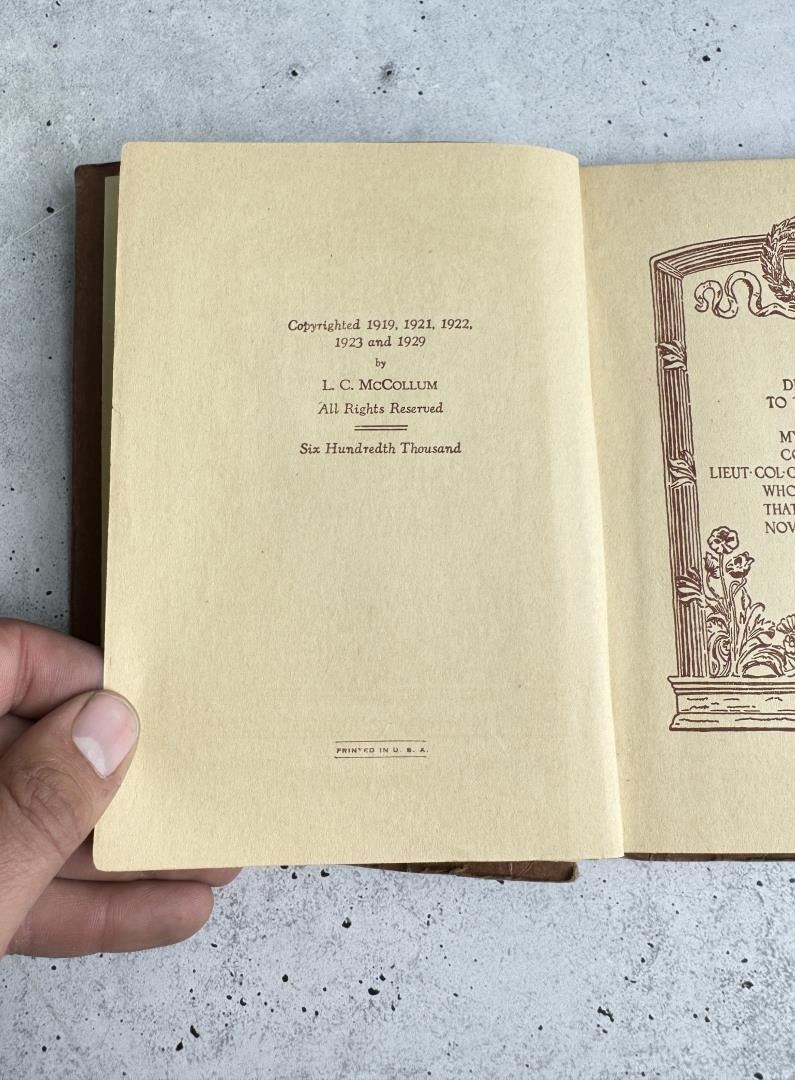 Copyrighted 1919, 1921, 1922,
1923 and 1929
by
L. C. McCollum
All Rights Reserved
Six Hundredth Thousand
PRINTED IN U. S. A.
TO
MY
LIEUT·COL·C
WHO
THAT
NOV